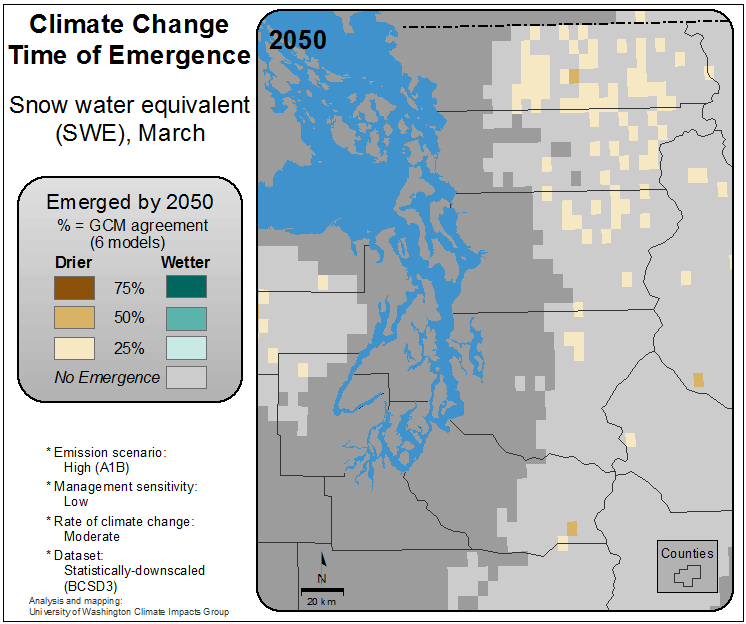 Climate Change
Time of Emergence
Snow water equivalent
(SWE), March
Emerged by 2050
% = GCM agreement
(6 models)
Drier Wetter
75%
50%
25%
No Emergence
* Emission scenario:
High (A1B)
* Management sensitivity:
Low
* Rate of climate change:
Moderate
* Dataset:
Statistically-downscaled
(BCSD3)
Analysis and mapping:
University of Washington Climate Impacts Group
2050
N
20 km
Counties